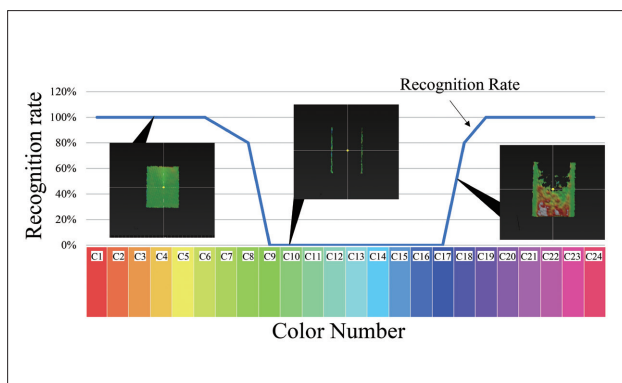 Recognition Rate
Recognition rate
120%
100%
80%
60%
40%
20%
0%
C1 C2 C3 C4 C5 C6 C7 C8 C9 C10 C11 C12 C13 C14 C15 C16 C17 C18 C19 C20 C21 C22 C23 C24
Color Number